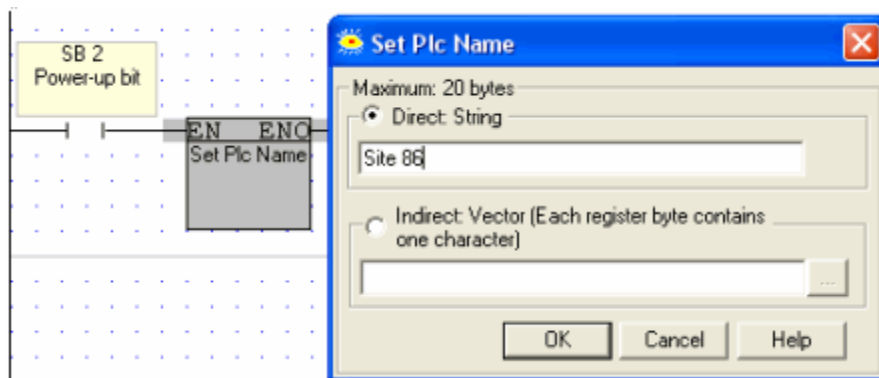 SB 2
Power-up bit
EN ENO
Set Plc Name
Set Plc Name
Maximum: 20 bytes
Direct: String
Site 86
Indirect: Vector (Each register byte contains
one character)
...
OK Cancel Help